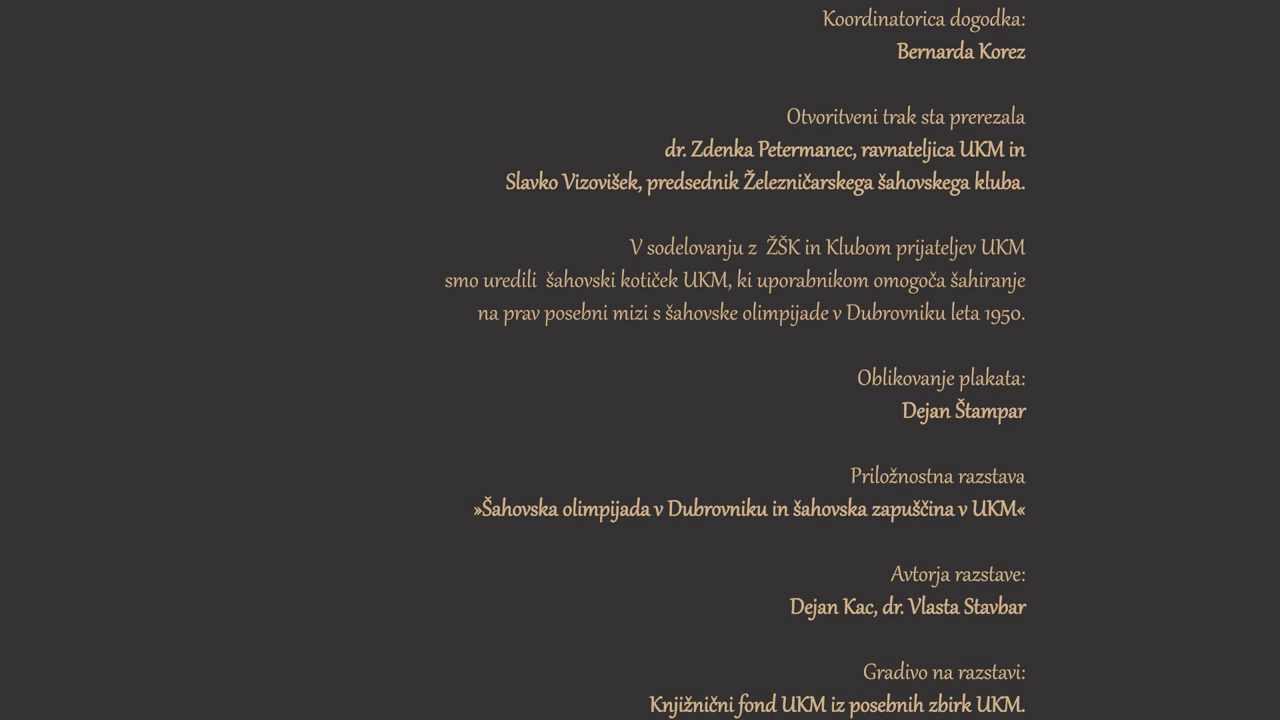 Koordinatorica dogodka:
Bernarda Korez
Otvoritveni trak sta prerezala
dr. Zdenka Petermanec, ravnateljica UKM in
Slavko Vizovišek, predsednik Železničarskega šahovskega kluba.
V sodelovanju z  ŽŠK in Klubom prijateljev UKM
smo uredili  šahovski kotiček UKM, ki uporabnikom omogoča šahiranje
na prav posebni mizi s šahovske olimpijade v Dubrovniku leta 1950.
Oblikovanje plakata:
Dejan Štampar
Priložnostna razstava
»Šahovska olimpijada v Dubrovniku in šahovska zapuščina v UKM«
Avtorja razstave:
Dejan Kac, dr. Vlasta Stavbar
Gradivo na razstavi:
Knjižnični fond UKM iz posebnih zbirk UKM.